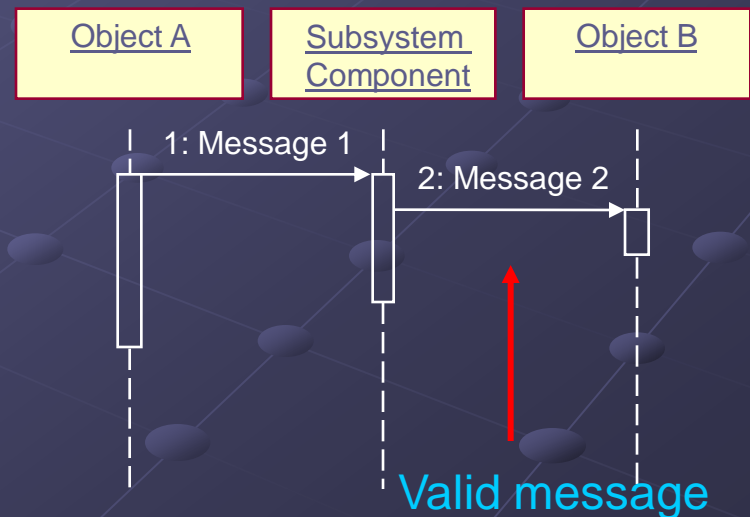 Object A
Subsystem
Component
Object B
1: Message 1
2: Message 2
Valid message